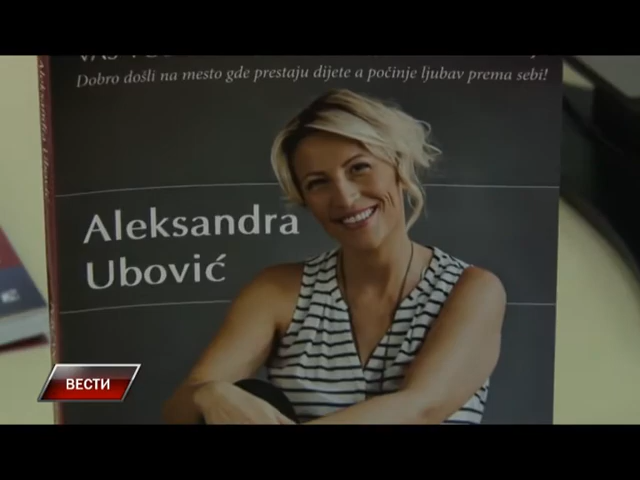 Dobro došli na mesto gde prestaju dijete a počinje ljubav prema sebi!
Aleksandra
Ubović
ВЕСТИ